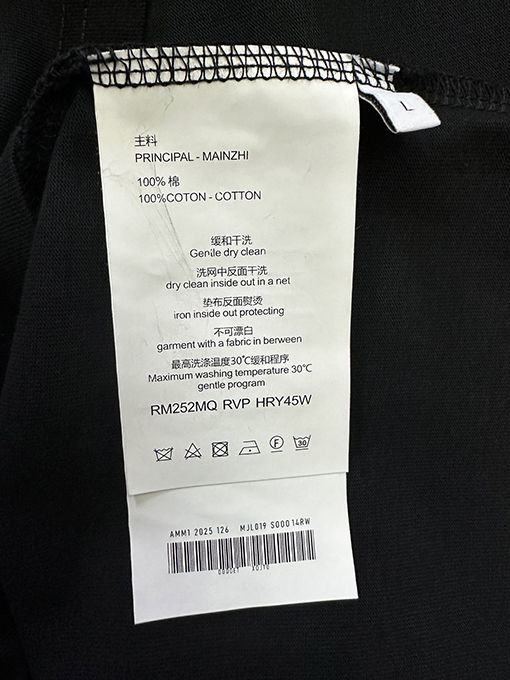 L
主料
PRINCIPAL - MAINZHI
100% 棉
100%COTON - COTTON
缓和干洗
Genile dry clean
洗网中反面干洗
dry clean inside out in a net
垫布反面熨烫
iron inside out protecting
不可漂白
garment with a fabric in berween
最高洗涤温度30℃缓和程序
Maximum washing temperature 30℃
gentle program
RM252MQ RVP HRY45W
F
30
AMM1 2025 126 MJL019 S000 14RW